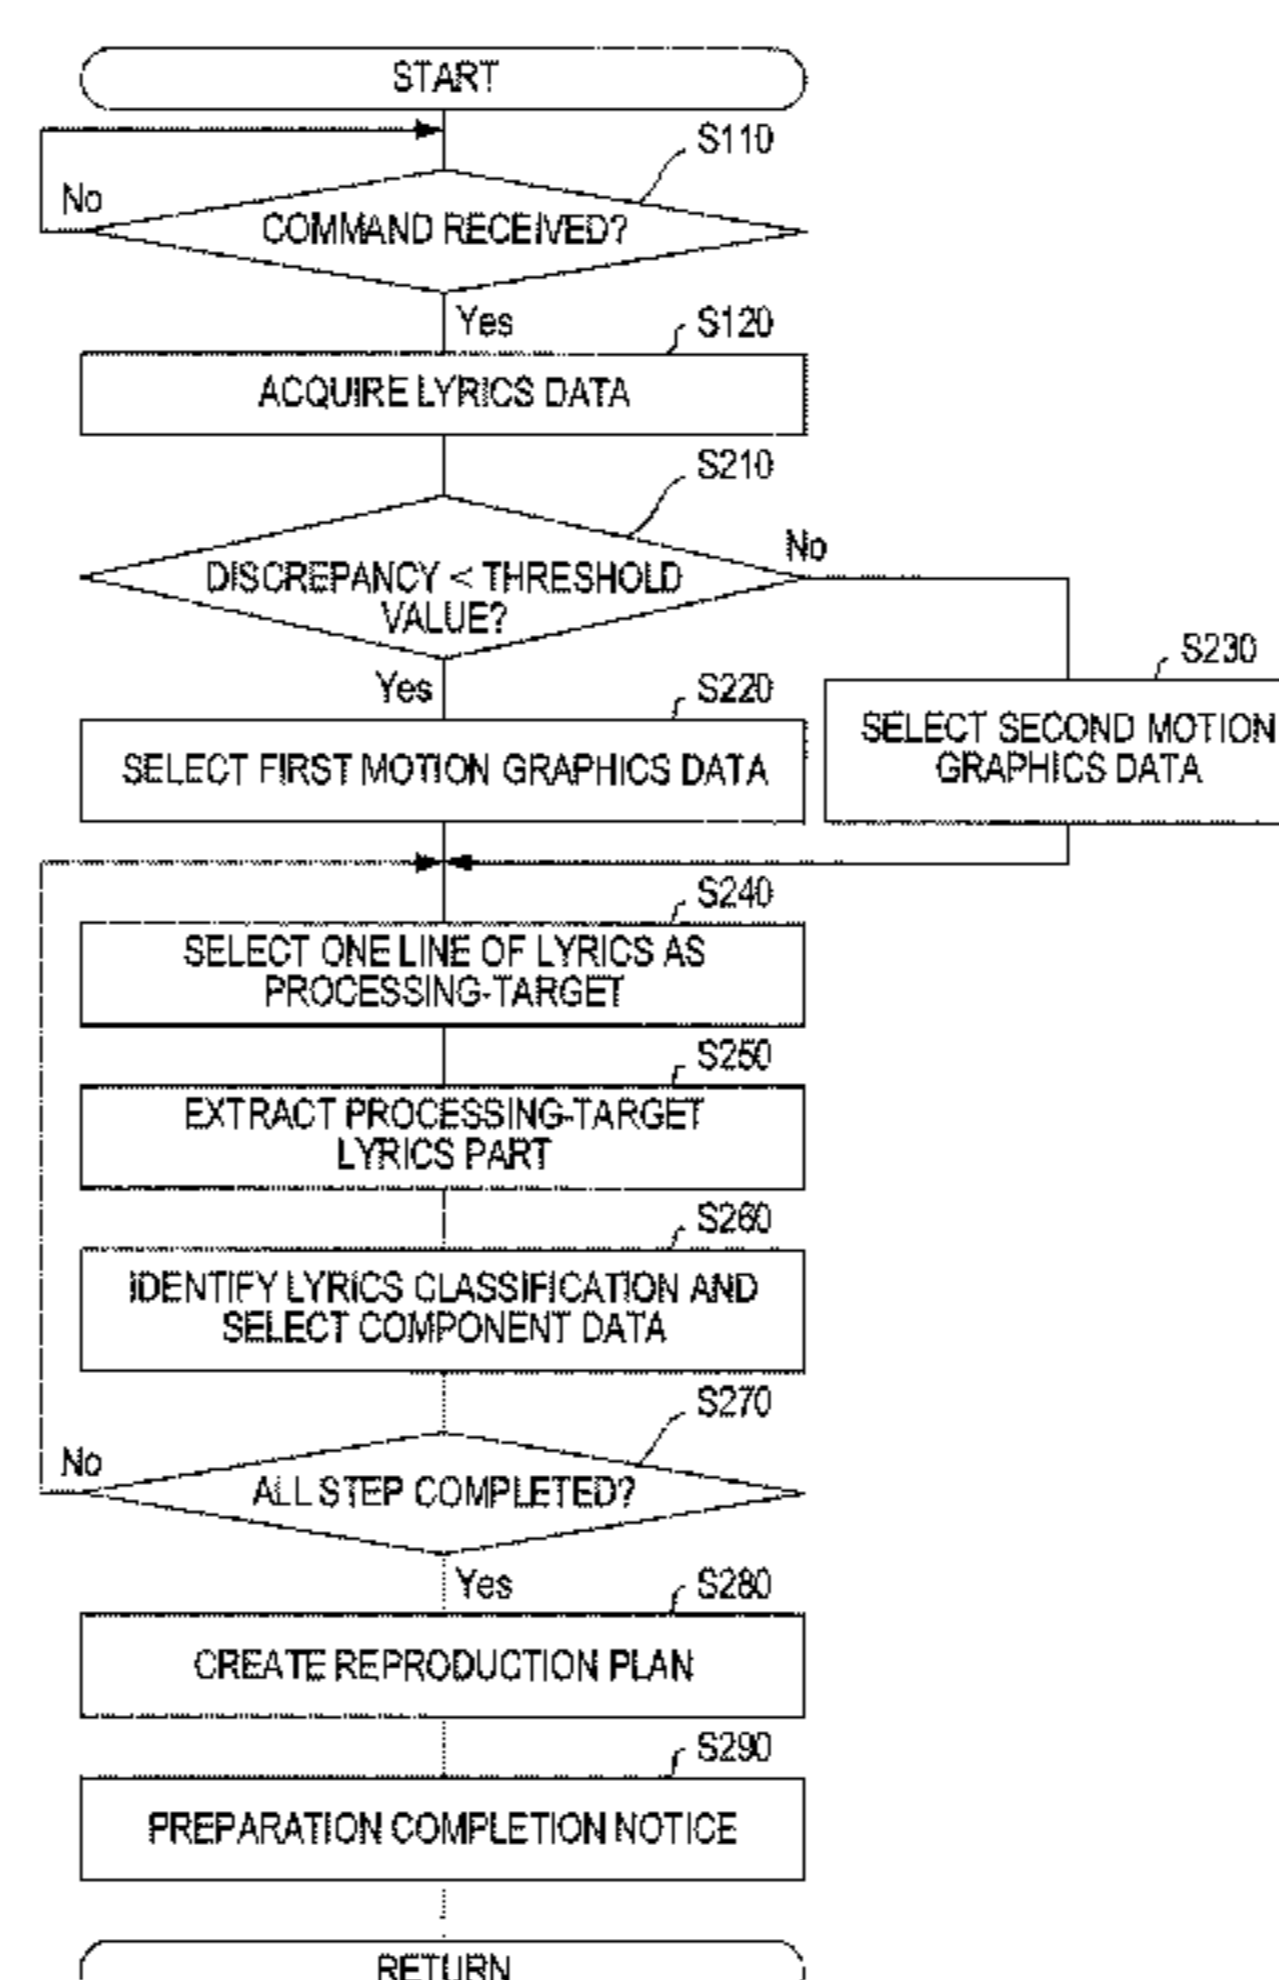 START
S110
No
COMMAND RECEIVED?
Yes
S120
ACQUIRE LYRICS DATA
S210
No
DISCREPANCY < THRESHOLD
VALUE?
Yes
S220
S230
SELECT FIRST MOTION GRAPHICS DATA
SELECT SECOND MOTION
GRAPHICS DATA
S240
SELECT ONE LINE OF LYRICS AS
PROCESSING-TARGET
S250
EXTRACT PROCESSING-TARGET
LYRICS PART
S260
IDENTIFY LYRICS CLASSIFICATION AND
SELECT COMPONENT DATA
S270
No
ALL STEP COMPLETED?
Yes
S280
CREATE REPRODUCTION PLAN
S290
PREPARATION COMPLETION NOTICE
RETURN